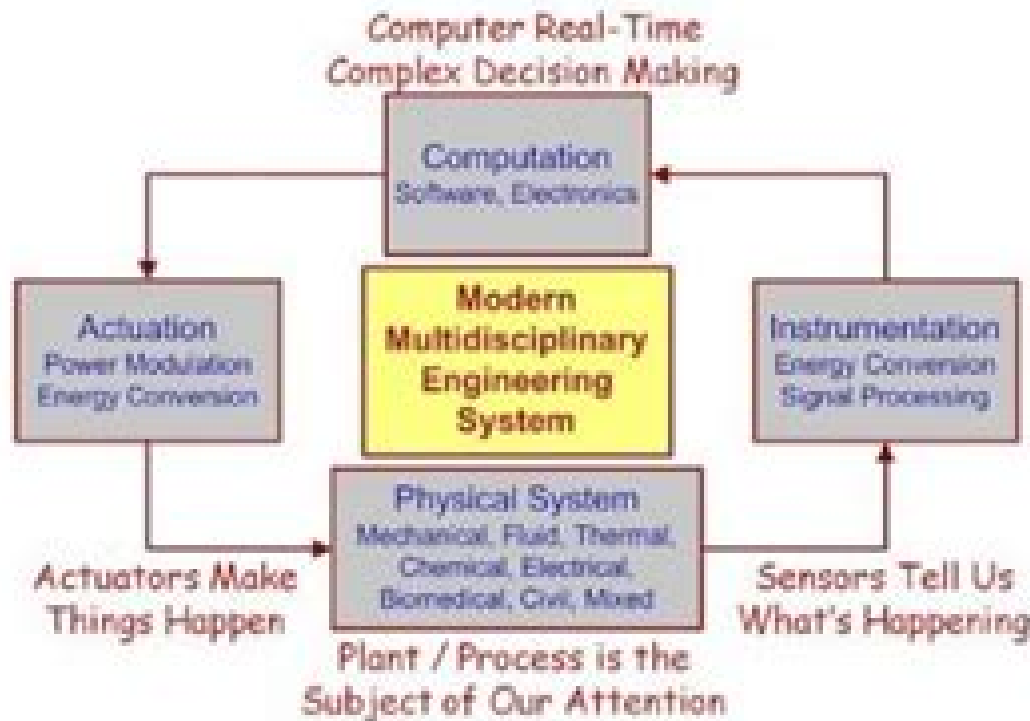 Computer Real-Time
Complex Decision Making
Computation
Software, Electronics
Actuation
Power Modulation
Energy Conversion
Modern
Multidisciplinary
Engineering
System
Instrumentation
Energy Conversion
Signal Processing
Physical System
Mechanical, Fluid, Thermal,
Chemical, Electrical,
Biomedical, Civil, Mixed
Actuators Make
Things Happen
Sensors Tell Us
What's Happening
Plant / Process is the
Subject of Our Attention